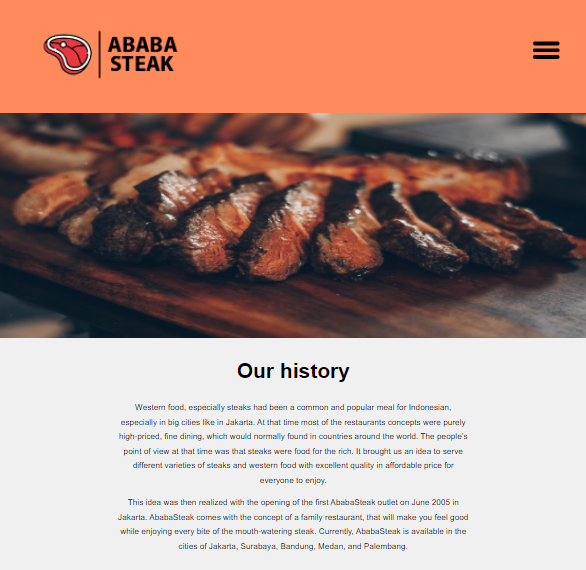 ABABA
STEAK
Our history
Western food, especially steaks had been a common and popular meal for Indonesian,
especially in big cities like in Jakarta. At that time most of the restaurants concepts were purely
high-priced, fine dining, which would normally found in countries around the world. The people's
point of view at that time was that steaks were food for the rich. It brought us an idea to serve
different varieties of steaks and western food with excellent quality in affordable price for
everyone to enjoy.
This idea was then realized with the opening of the first AbabaSteak outlet on June 2005 in
Jakarta. AbabaSteak comes with the concept of a family restaurant, that will make you feel good
while enjoying every bite of the mouth-watering steak. Currently, AbabaSteak is available in the
cities of Jakarta, Surabaya, Bandung, Medan, and Palembang.